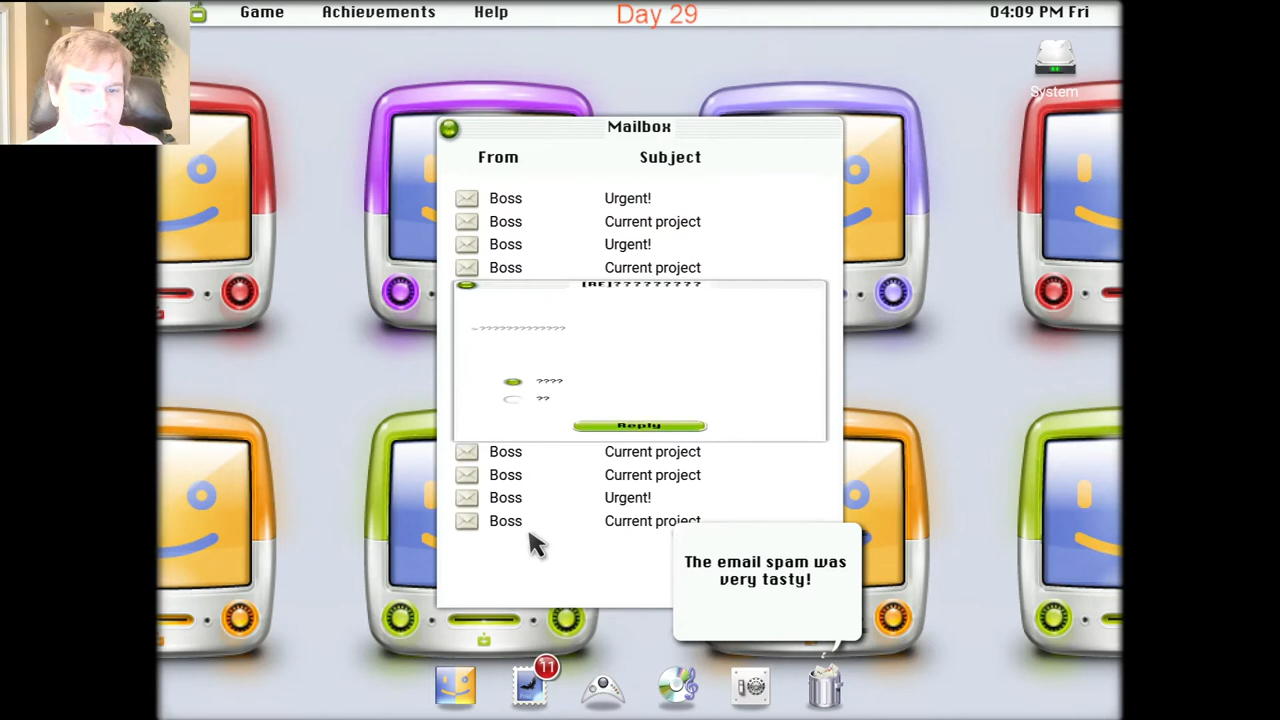 Game Achievements Help Day 29 04:09 PM Fri
System
Mailbox
From Subject
Boss Urgent!
Boss Current project
Boss Urgent!
Boss Current project
[RE]?????????
~?????????????
????
??
Reply
Boss Current project
Boss Current project
Boss Urgent!
Boss Current project
The email spam was
very tasty!
11